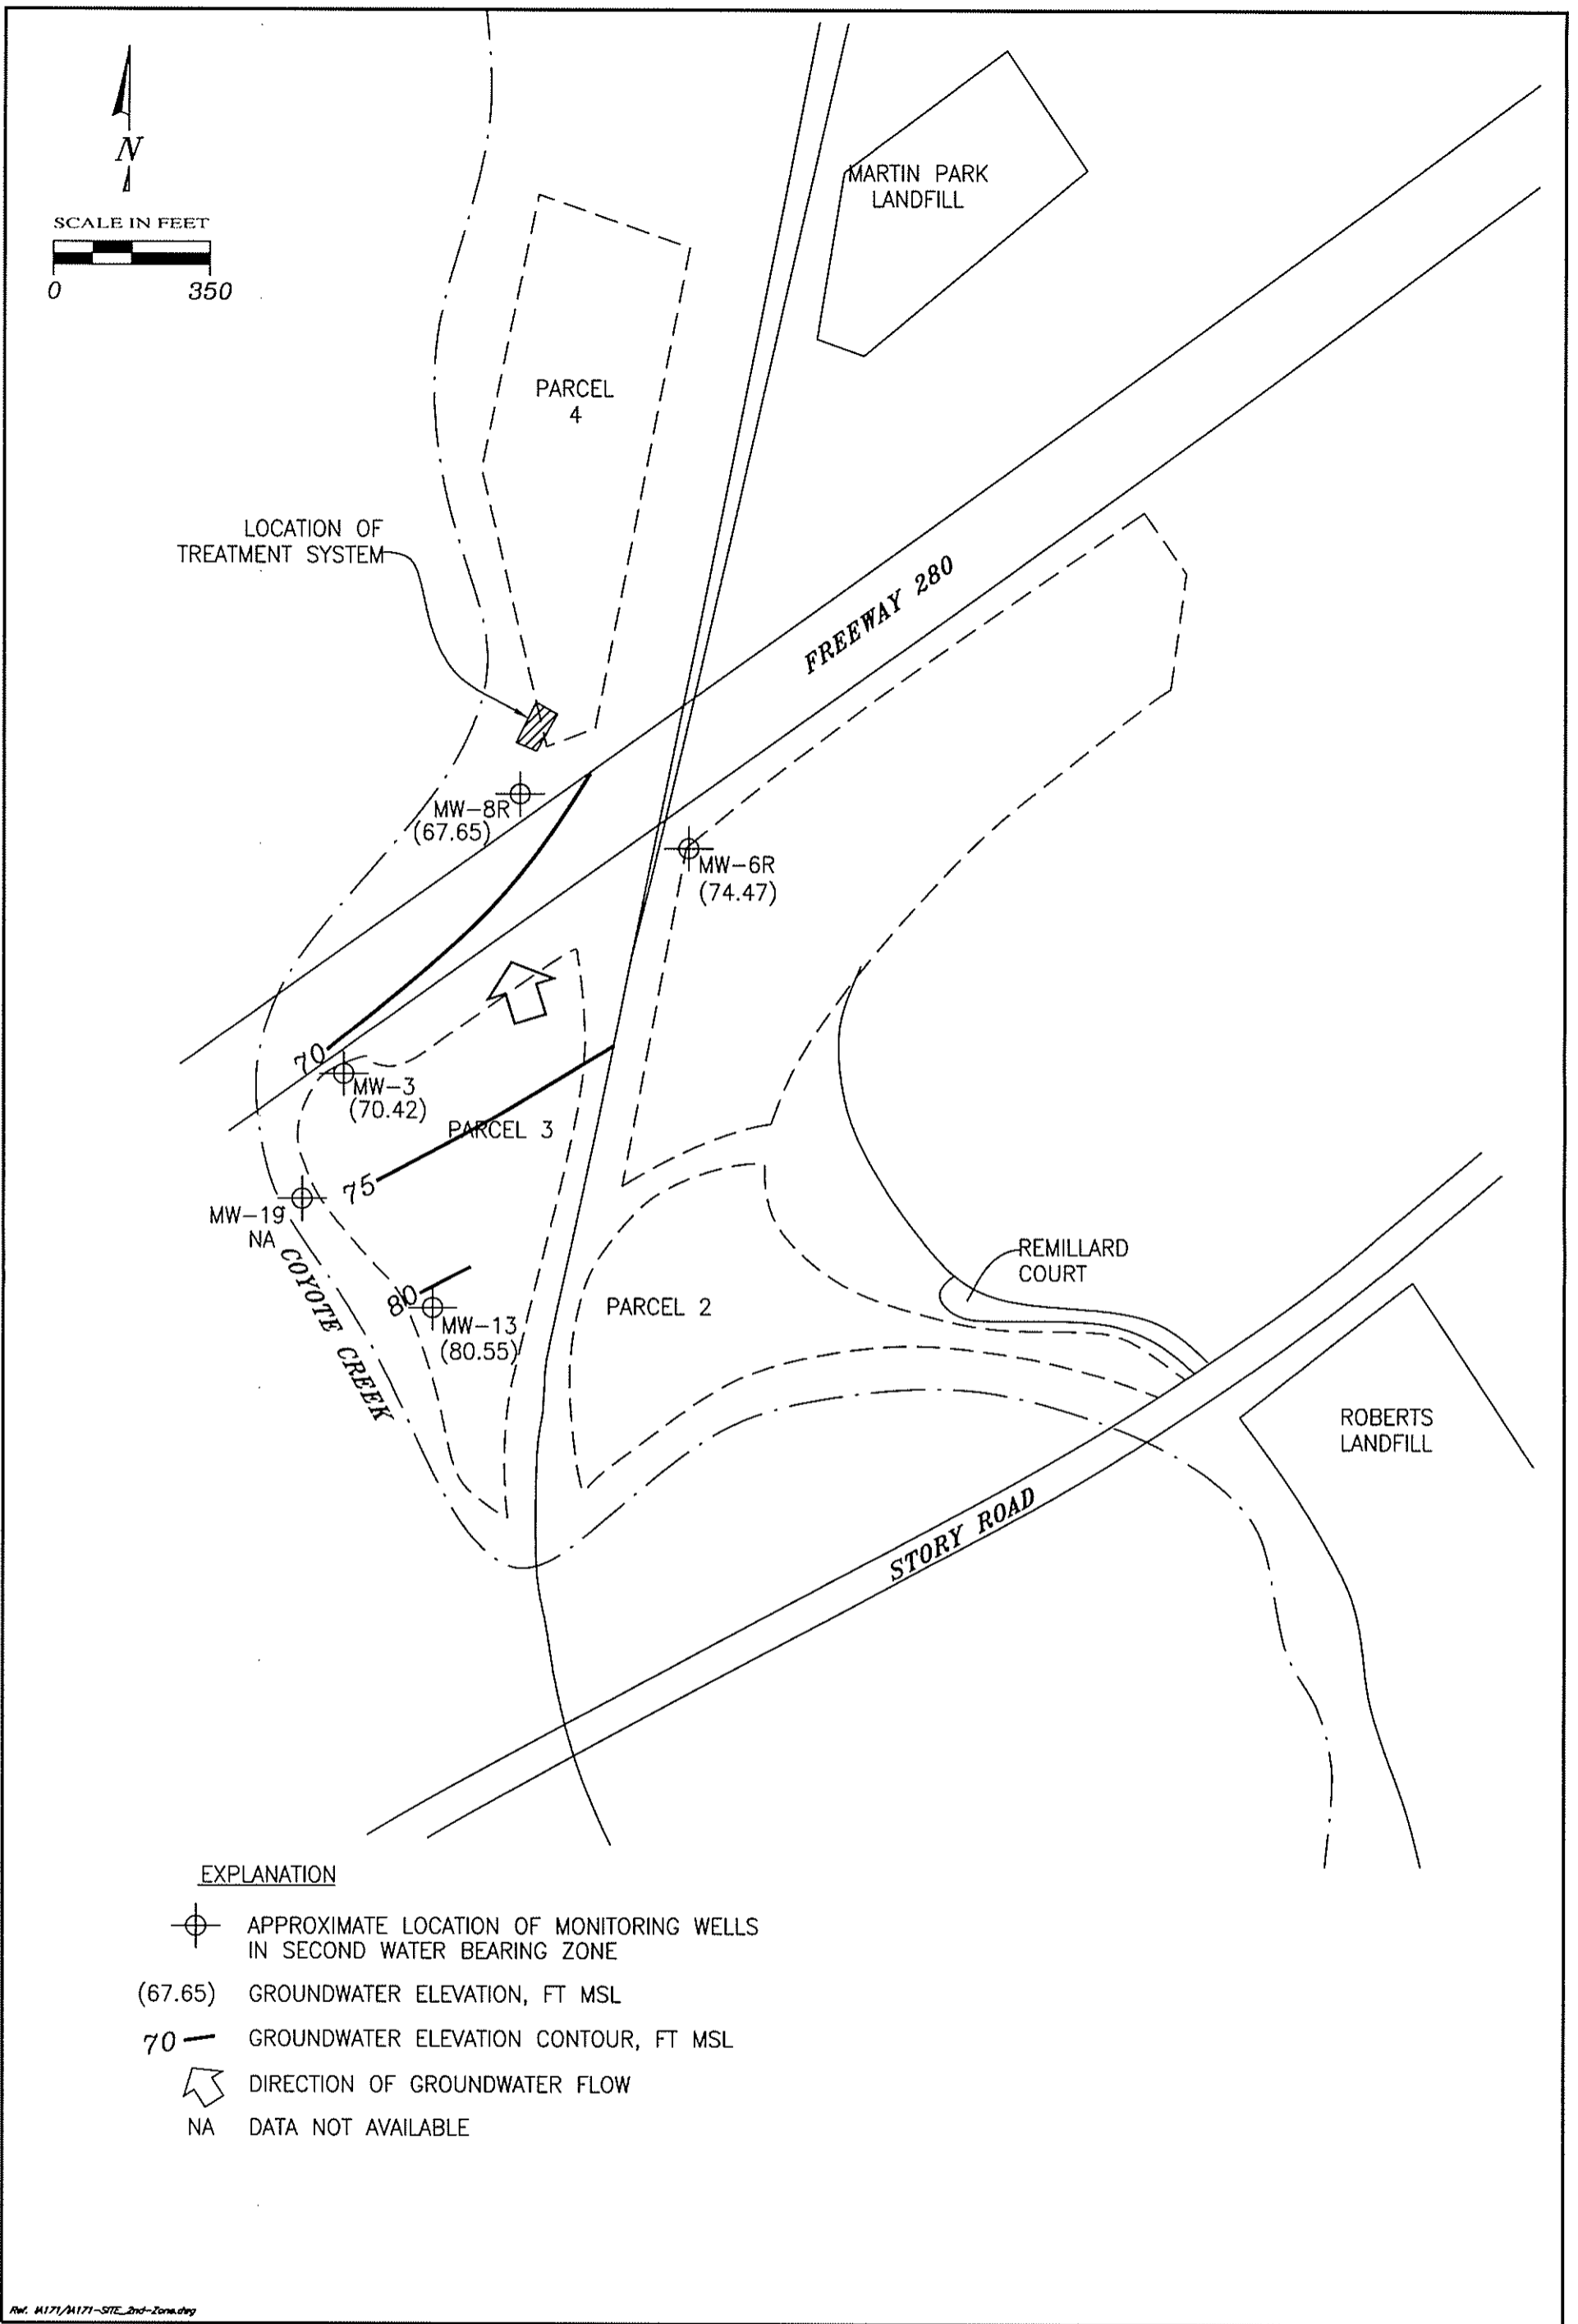 N
SCALE IN FEET
0 350
MARTIN PARK
LANDFILL
PARCEL
4
LOCATION OF
TREATMENT SYSTEM
FREEWAY 280
MW-8R
(67.65)
MW-6R
(74.47)
70
MW-3
(70.42)
PARCEL 3
75
MW-19
NA
COYOTE CREEK
80
MW-13
(80.55)
PARCEL 2
REMILLARD
COURT
ROBERTS
LANDFILL
STORY ROAD
EXPLANATION
APPROXIMATE LOCATION OF MONITORING WELLS
IN SECOND WATER BEARING ZONE
(67.65) GROUNDWATER ELEVATION, FT MSL
70 GROUNDWATER ELEVATION CONTOUR, FT MSL
DIRECTION OF GROUNDWATER FLOW
NA DATA NOT AVAILABLE
Ref.